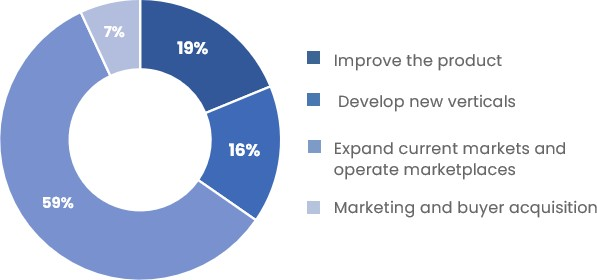 7%
19%
16%
59%
Improve the product
Develop new verticals
Expand current markets and
operate marketplaces
Marketing and buyer acquisition